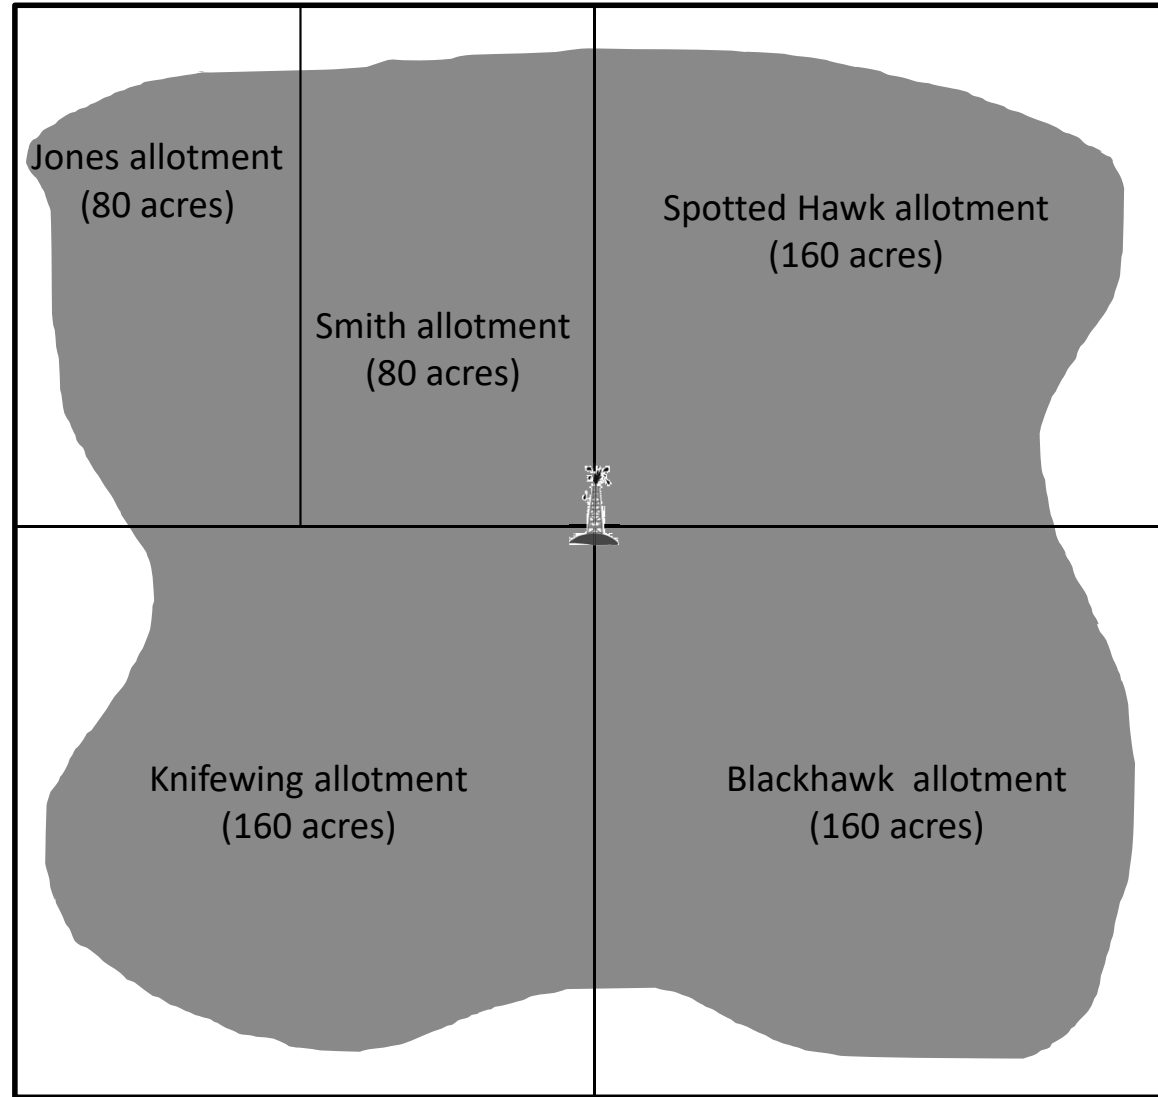 Jones allotment
(80 acres)
Spotted Hawk allotment
(160 acres)
Smith allotment
(80 acres)
Knifewing allotment
(160 acres)
Blackhawk  allotment
(160 acres)